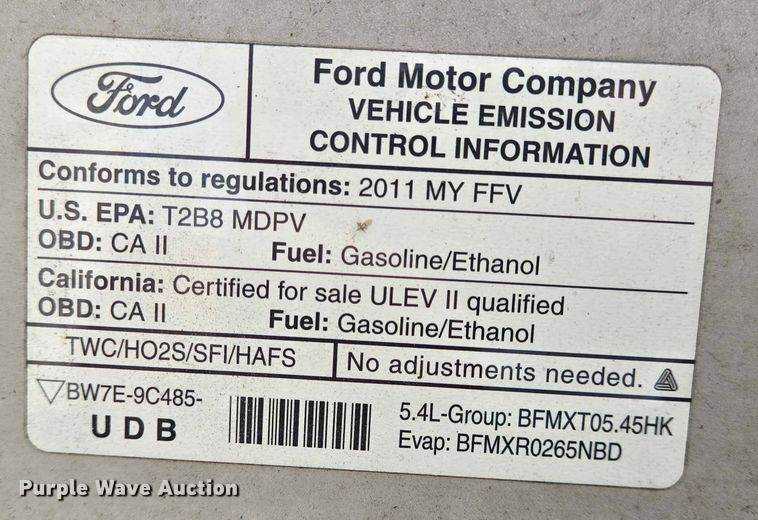 Ford
Ford Motor Company
VEHICLE EMISSION
CONTROL INFORMATION
Conforms to regulations: 2011 MY FFV
U.S. EPA: T2B8 MDPV
OBD: CA II Fuel: Gasoline/Ethanol
California: Certified for sale ULEV II qualified
OBD: CA II Fuel: Gasoline/Ethanol
TWC/HO2S/SFI/HAFS
No adjustments needed.
BW7E-9C485-
UDB
5.4L-Group: BFMXT05.45HK
Evap: BFMXR0265NBD
Purple Wave Auction